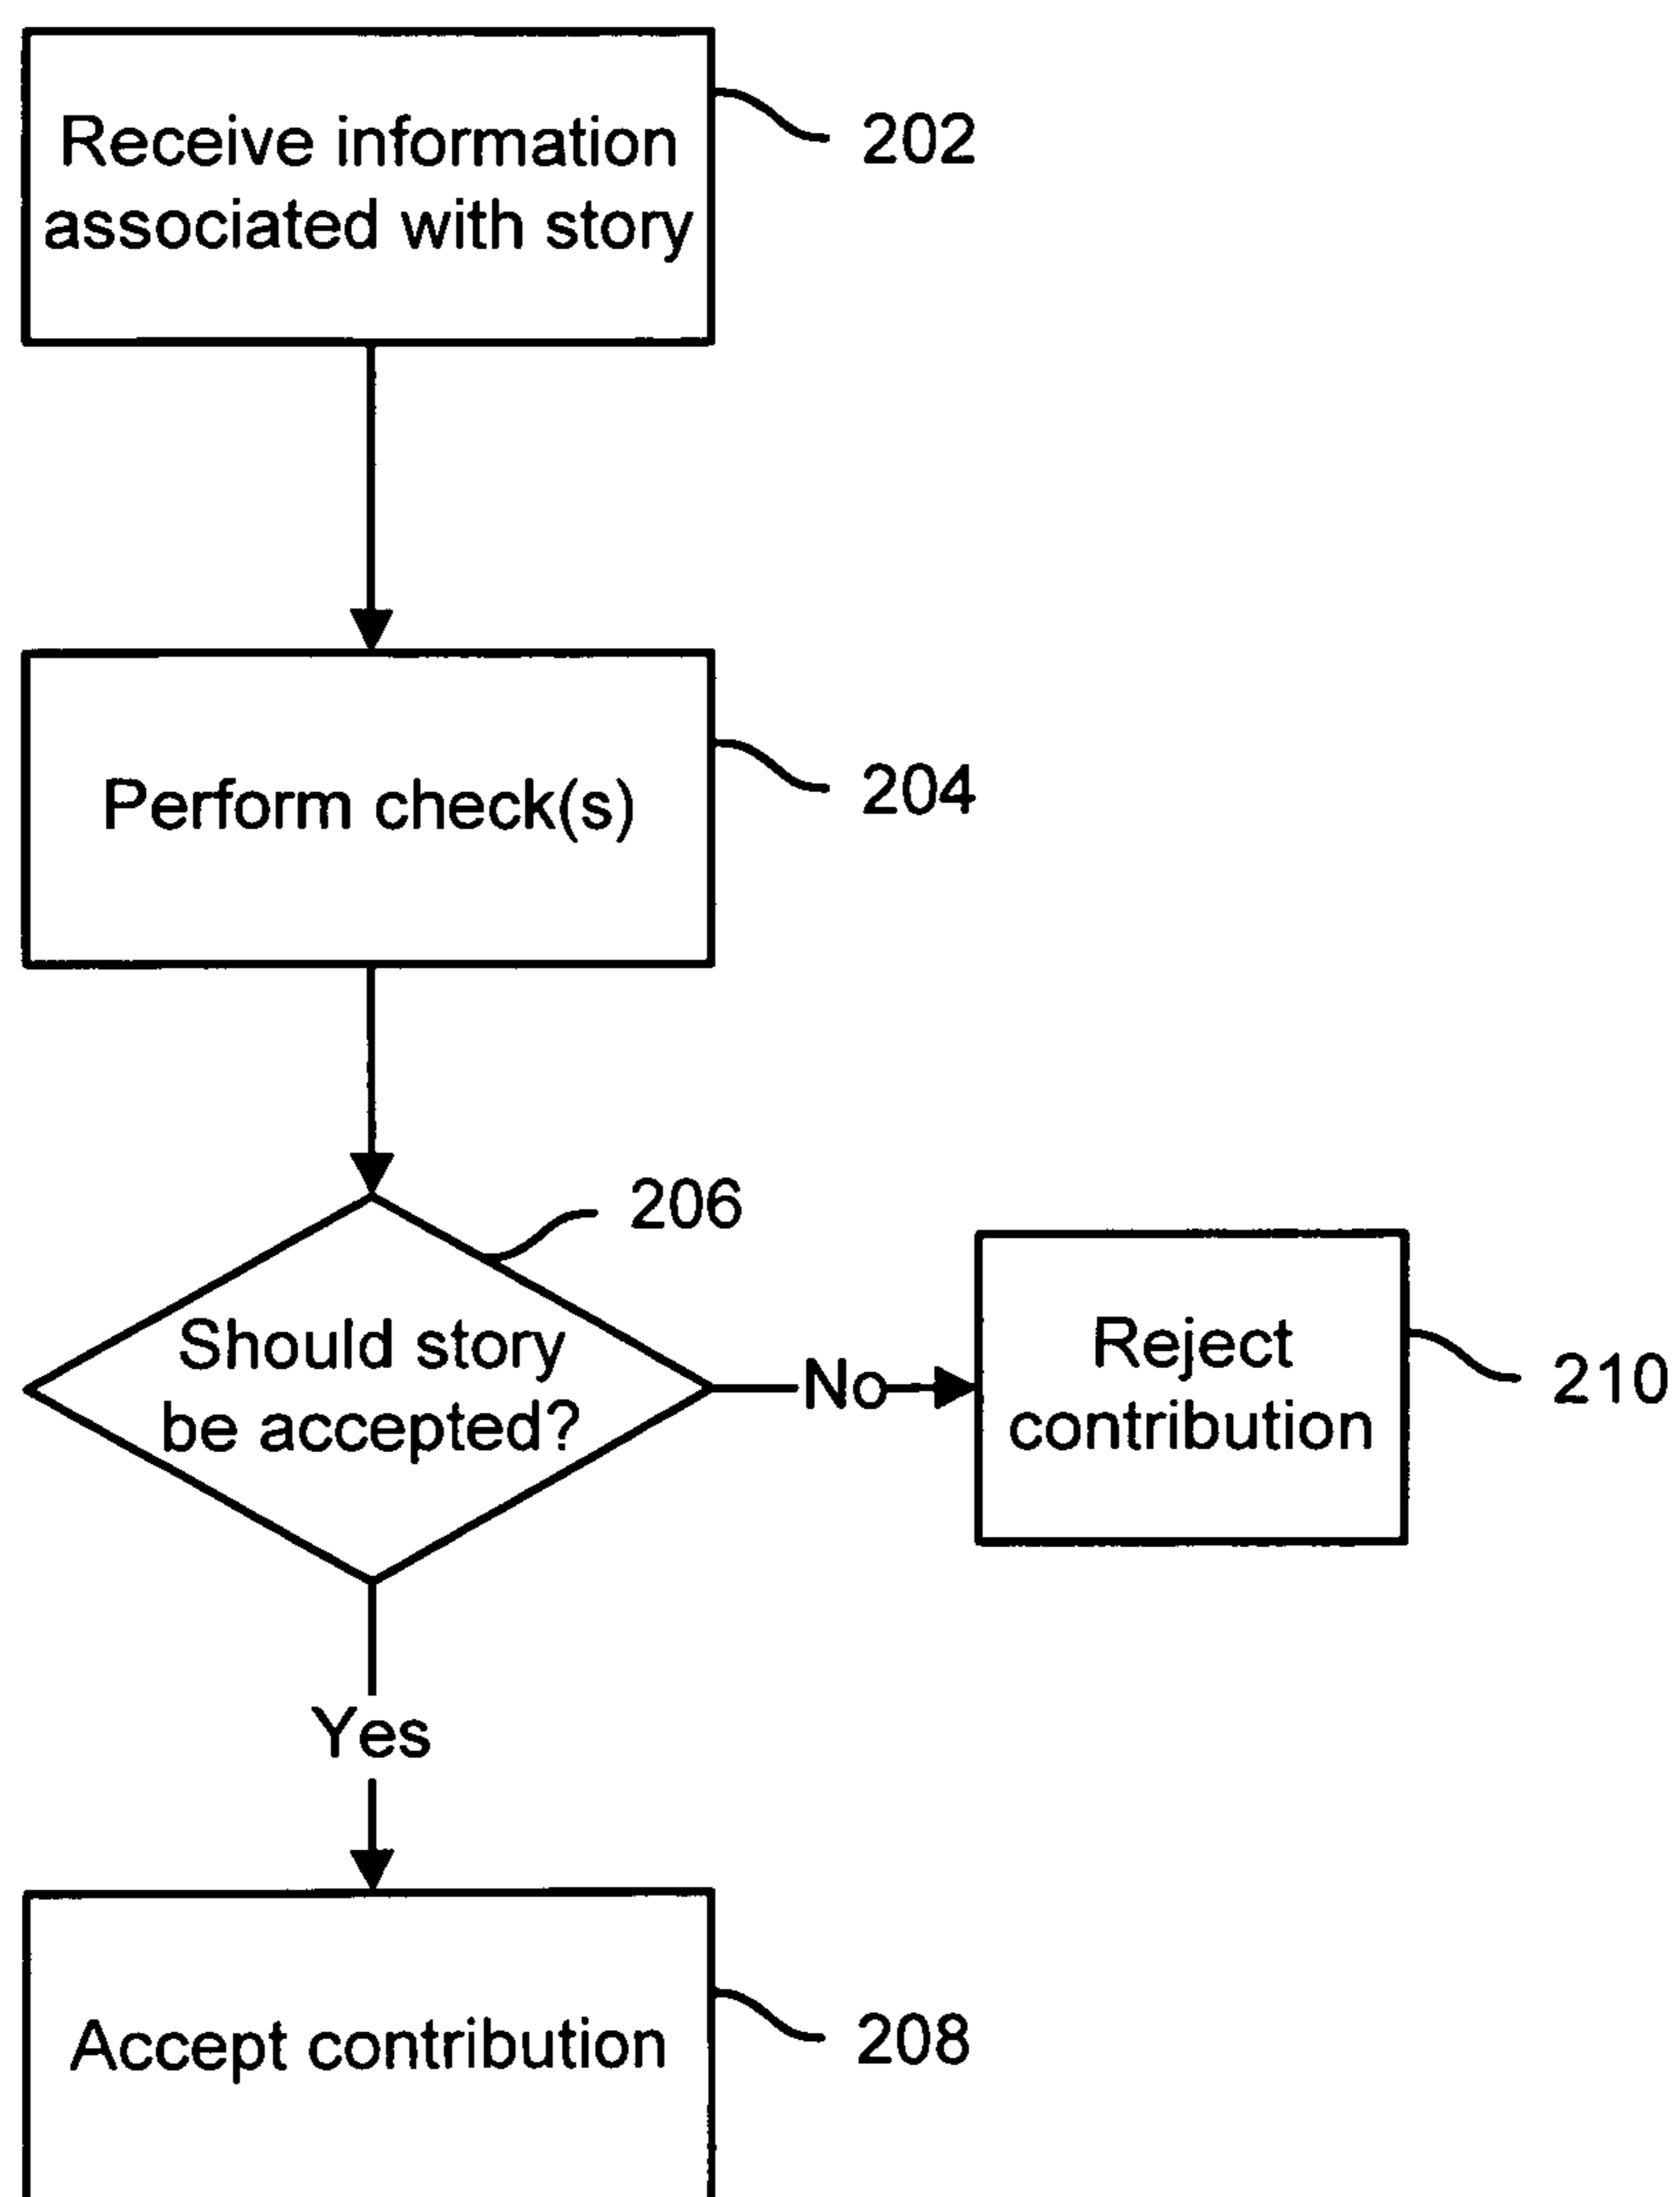 Receive information
associated with story
202
Perform check(s)
204
206
Should story
be accepted?
No
Reject
contribution
210
Yes
Accept contribution
208